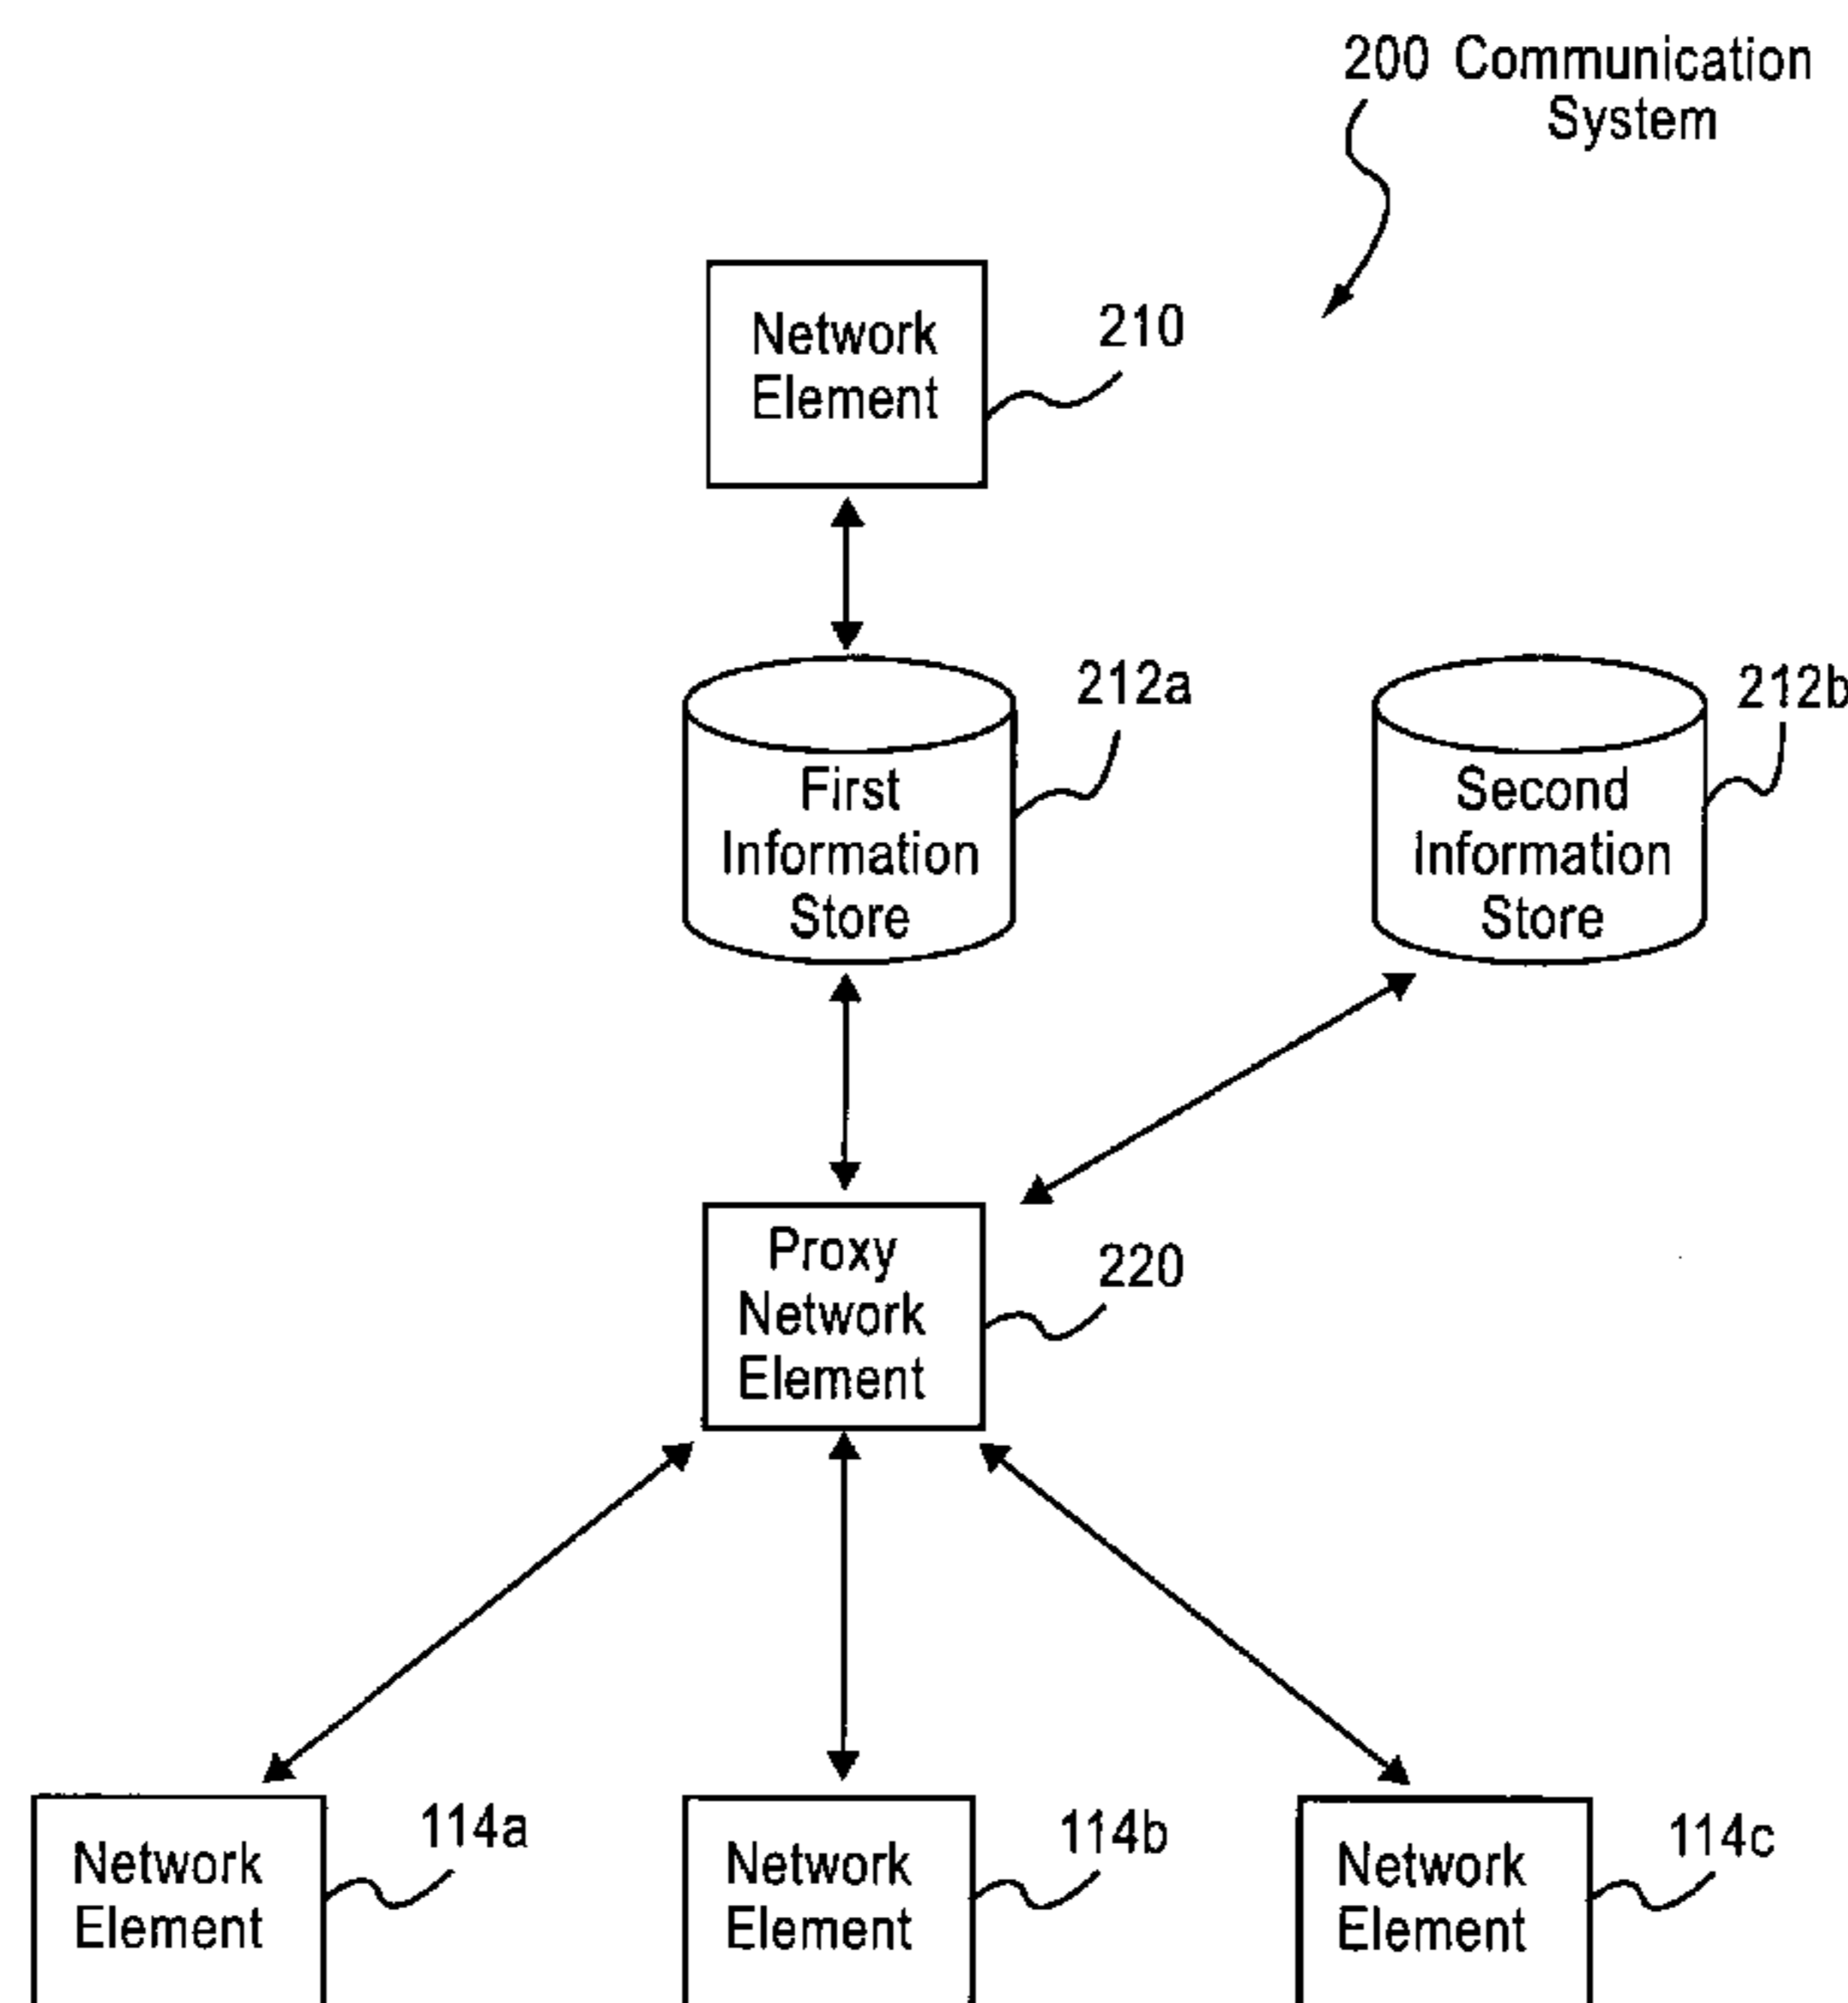 200 Communication
System
Network
Element
210
First
Information
Store
212a
Second
Information
Store
212b
Proxy
Network
Element
220
Network
Element
114a
Network
Element
114b
Network
Element
114c